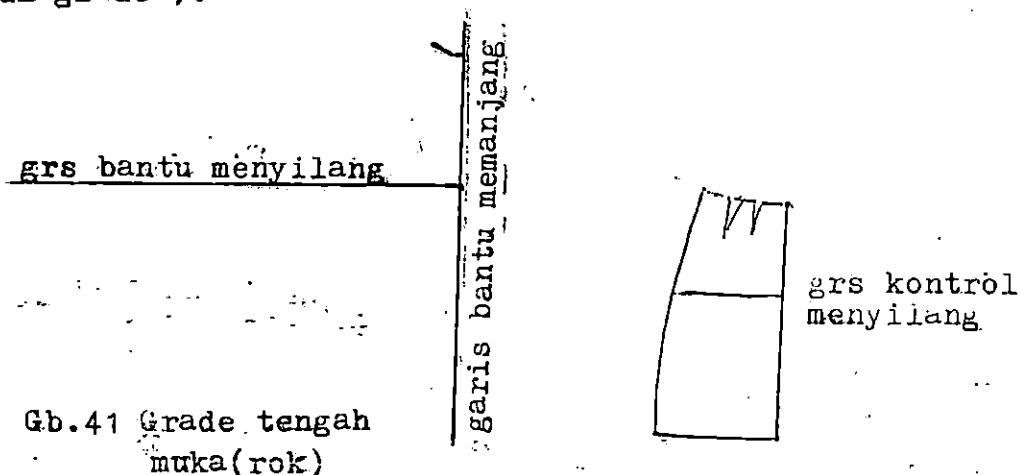 grs bantu menyilang
garis bantu memanjang
grs kontrol
menyilang
Gb.41 Grade tengah
muka(rok)